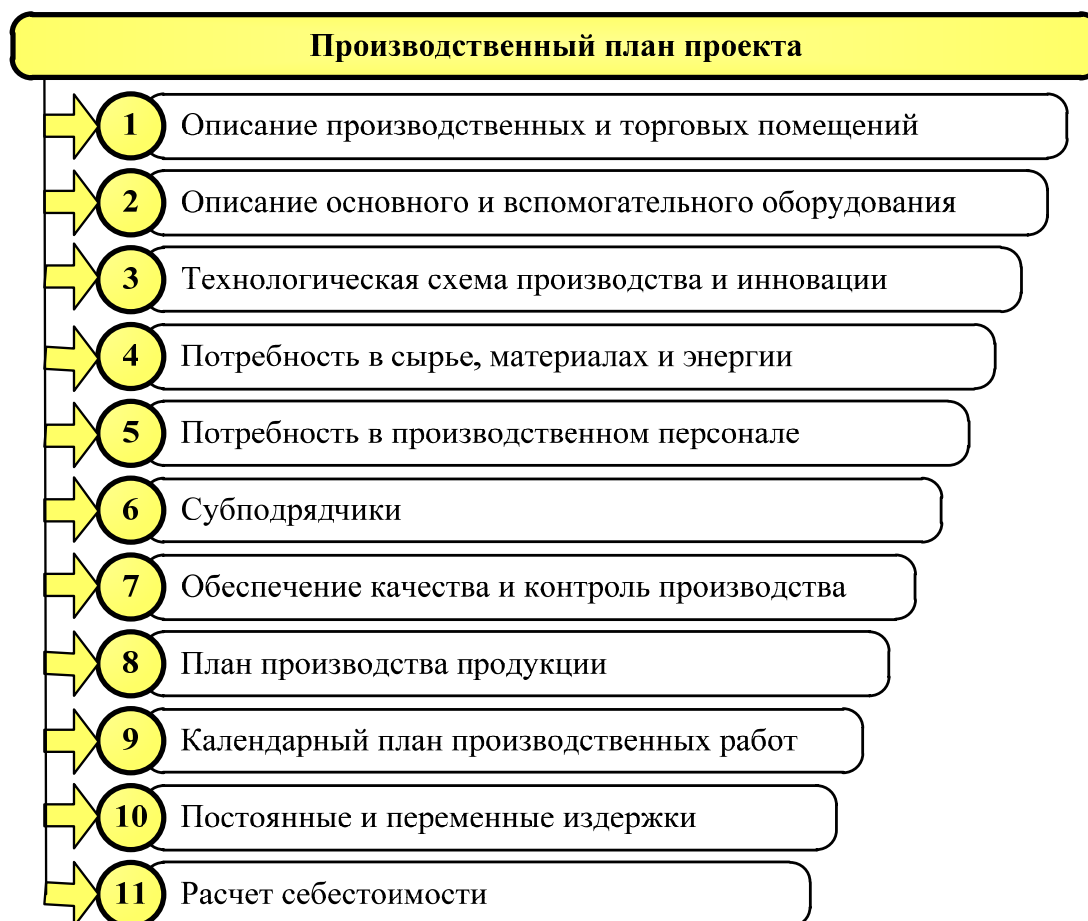 Производственный план проекта
1 Описание производственных и торговых помещений
2 Описание основного и вспомогательного оборудования
3 Технологическая схема производства и инновации
4 Потребность в сырье, материалах и энергии
5 Потребность в производственном персонале
6 Субподрядчики
7 Обеспечение качества и контроль производства
8 План производства продукции
9 Календарный план производственных работ
10 Постоянные и переменные издержки
11 Расчет себестоимости